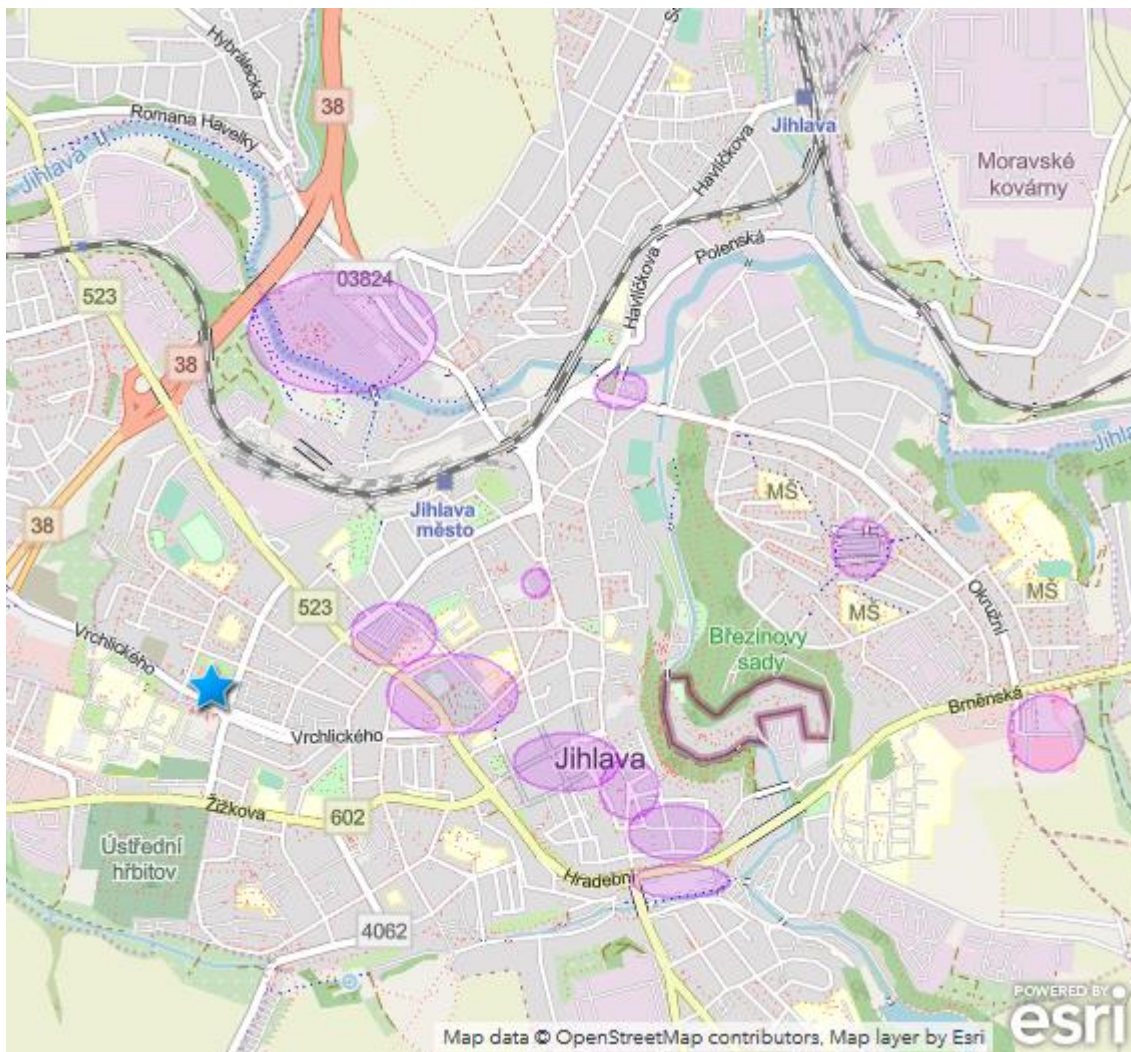 Hybrálecká
38
Romana Havelky
Jihlava
Jihlava
Havlíčkova
Moravské
kovárny
Polenská
Havlíčkova
03824
523
38
Jihlava
MŠ
38
Jihlava
město
MŠ
MŠ
Okružní
523
Vrchlického
Březinovy
sady
Brněnská
Vrchlického
Jihlava
Žižkova
602
Ústřední
hřbitov
Hradební
4062
POWERED BY
esri
Map data © OpenStreetMap contributors, Map layer by Esri